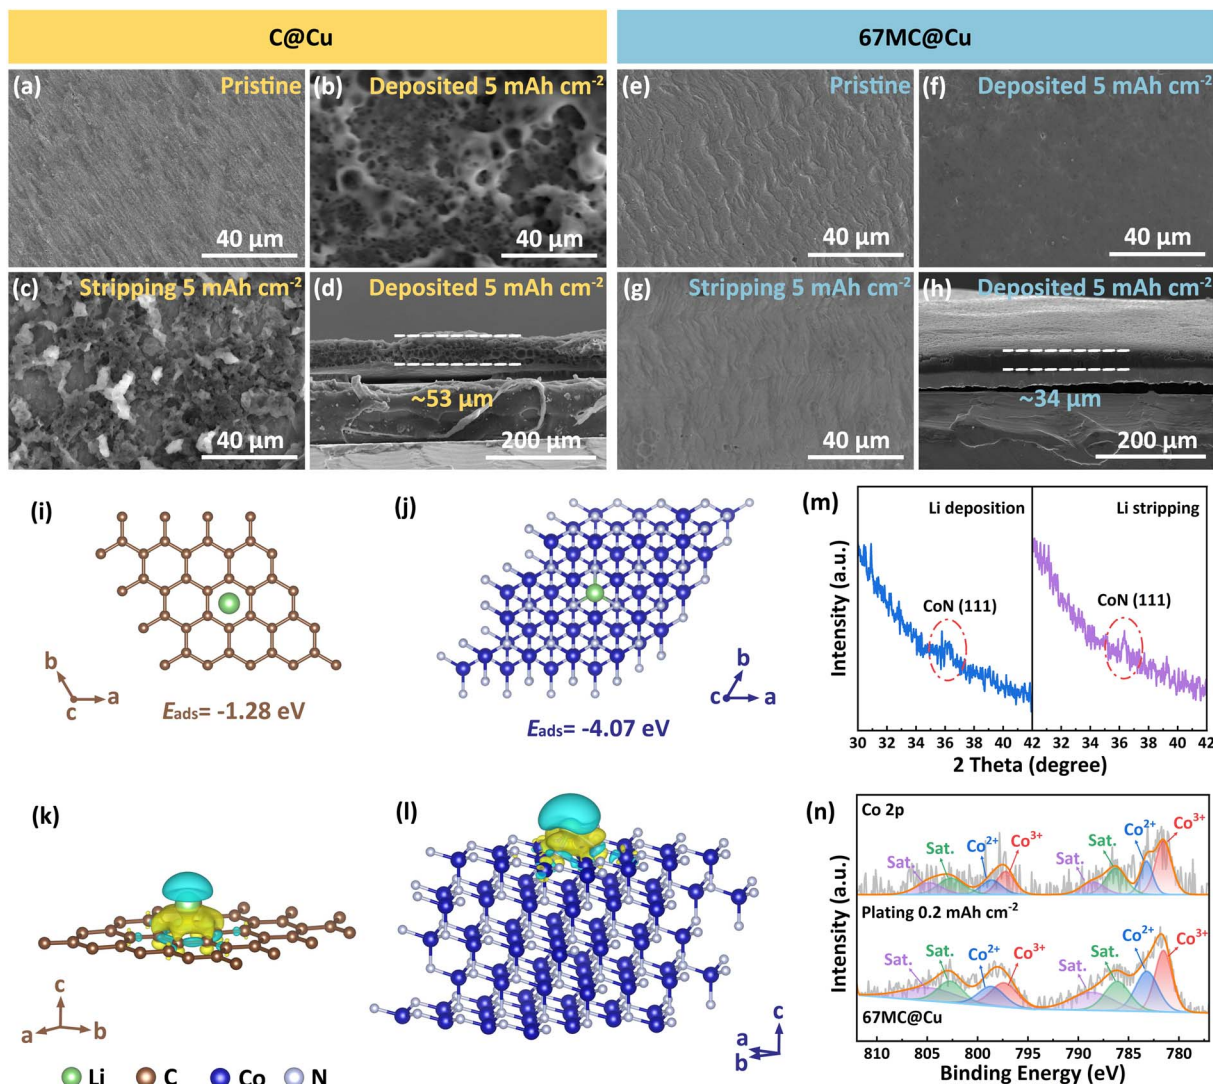 C@Cu
67MC@Cu
(a) Pristine
40 μm
(b) Deposited 5 mAh cm⁻²
40 μm
(e) Pristine
40 μm
(f) Deposited 5 mAh cm⁻²
40 μm
(c) Stripping 5 mAh cm⁻²
40 μm
(d) Deposited 5 mAh cm⁻²
~53 μm
200 μm
(g) Stripping 5 mAh cm⁻²
40 μm
(h) Deposited 5 mAh cm⁻²
~34 μm
200 μm
(i)
b
a
c
Eads= -1.28 eV
(j)
b
c
a
Eads= -4.07 eV
(m)
Li deposition
Li stripping
CoN (111)
CoN (111)
Intensity (a.u.)
30 32 34 36 38 40 42 32 34 36 38 40 42
2 Theta (degree)
(k)
c
a
b
(l)
c
a
b
Li C Co N
(n)
Co 2p
Sat. Sat. Co²⁺ Co³⁺ Sat. Sat. Co²⁺ Co³⁺
Plating 0.2 mAh cm⁻²
Sat. Sat. Co²⁺ Co³⁺ Sat. Sat. Co²⁺ Co³⁺
67MC@Cu
Intensity (a.u.)
810 805 800 795 790 785 780
Binding Energy (eV)